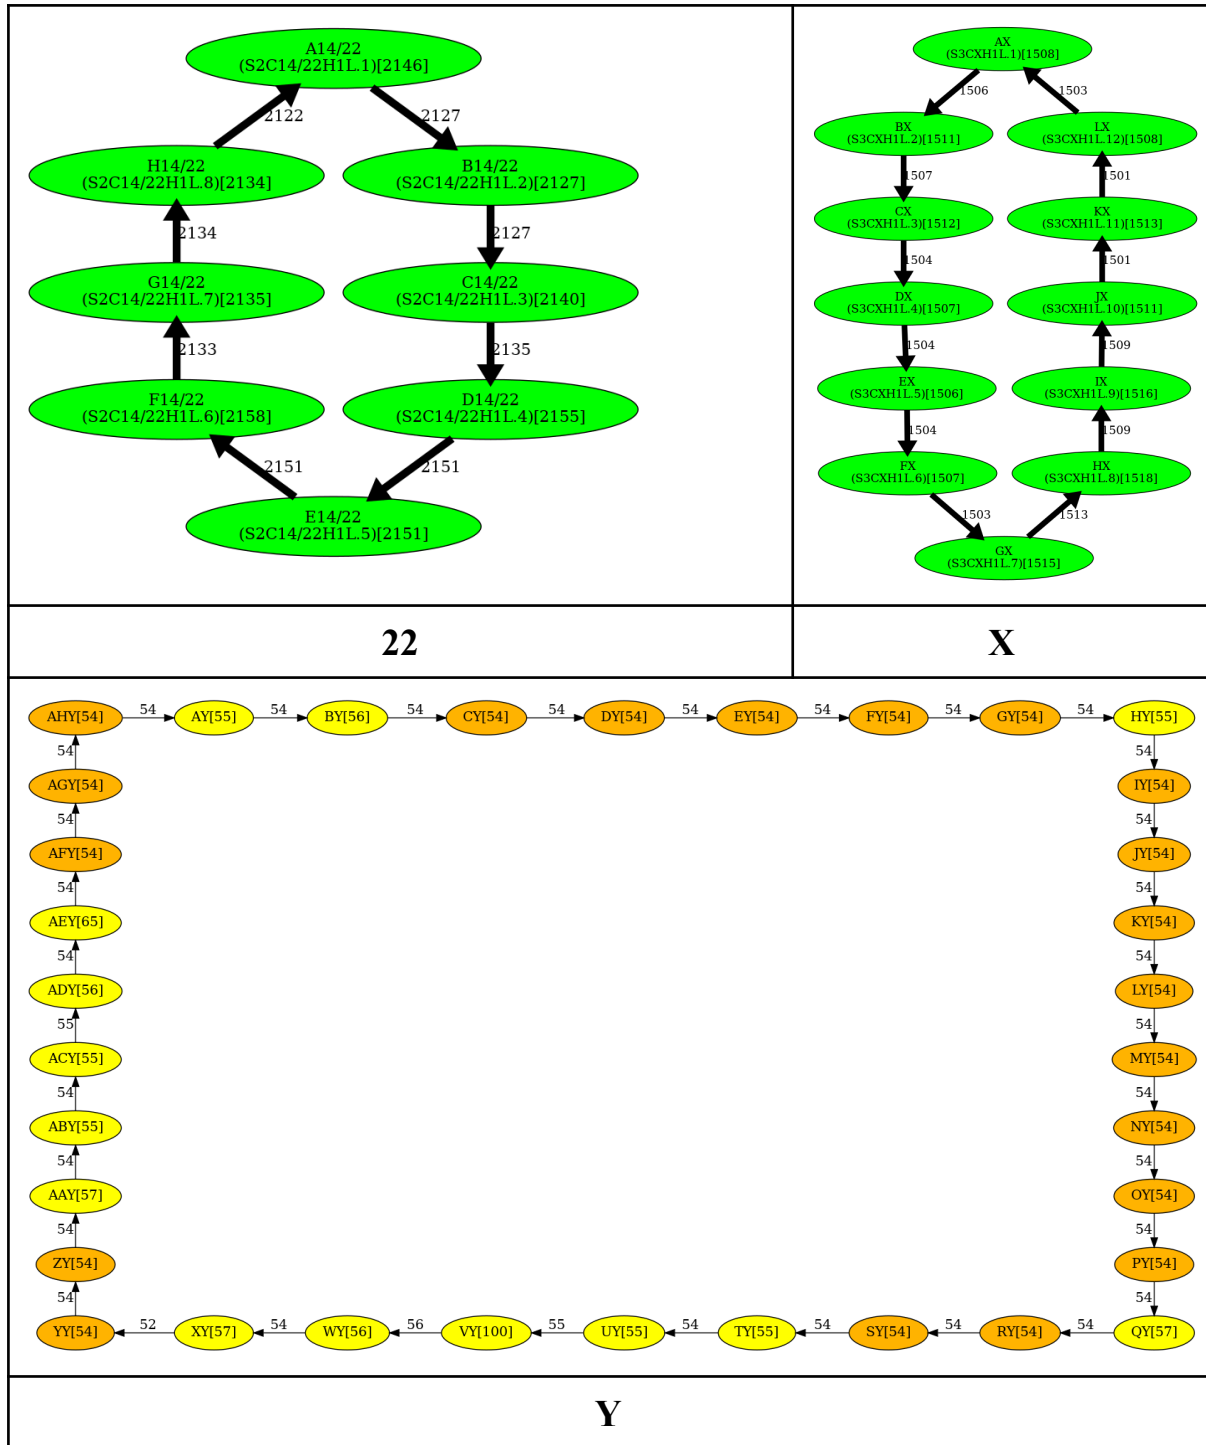 A14/22
(S2C14/22H1L.1)[2146]
2122
2127
H14/22
(S2C14/22H1L.8)[2134]
B14/22
(S2C14/22H1L.2)[2127]
2134
2127
G14/22
(S2C14/22H1L.7)[2135]
C14/22
(S2C14/22H1L.3)[2140]
2133
2135
F14/22
(S2C14/22H1L.6)[2158]
D14/22
(S2C14/22H1L.4)[2155]
2151
2151
E14/22
(S2C14/22H1L.5)[2151]
22
AX
(S3CXH1L.1)[1508]
1506
1503
BX
(S3CXH1L.2)[1511]
LX
(S3CXH1L.12)[1508]
1507
1501
CX
(S3CXH1L.3)[1512]
KX
(S3CXH1L.11)[1513]
1504
1501
DX
(S3CXH1L.4)[1507]
JX
(S3CXH1L.10)[1511]
1504
1509
EX
(S3CXH1L.5)[1506]
IX
(S3CXH1L.9)[1516]
1504
1509
FX
(S3CXH1L.6)[1507]
HX
(S3CXH1L.8)[1518]
1503
1513
GX
(S3CXH1L.7)[1515]
X
AHY[54] 54 AY[55] 54 BY[56] 54 CY[54] 54 DY[54] 54 EY[54] 54 FY[54] 54 GY[54] 54 HY[55]
54 54
AGY[54] IY[54]
54 54
AFY[54] JY[54]
54 54
AEY[65] KY[54]
54 54
ADY[56] LY[54]
55 54
ACY[55] MY[54]
54 54
ABY[55] NY[54]
54 54
AAY[57] OY[54]
54 54
ZY[54] PY[54]
54 54
YY[54] 52 XY[57] 54 WY[56] 56 VY[100] 55 UY[55] 54 TY[55] 54 SY[54] 54 RY[54] 54 QY[57]
Y